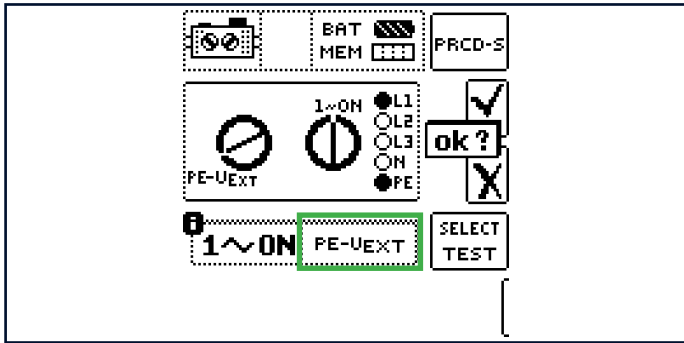 BAT
MEM
PRCD-S
1~ON
L1
L2
L3
N
PE
ok ?
PE-UEXT
1~ON
PE-UEXT
SELECT
TEST